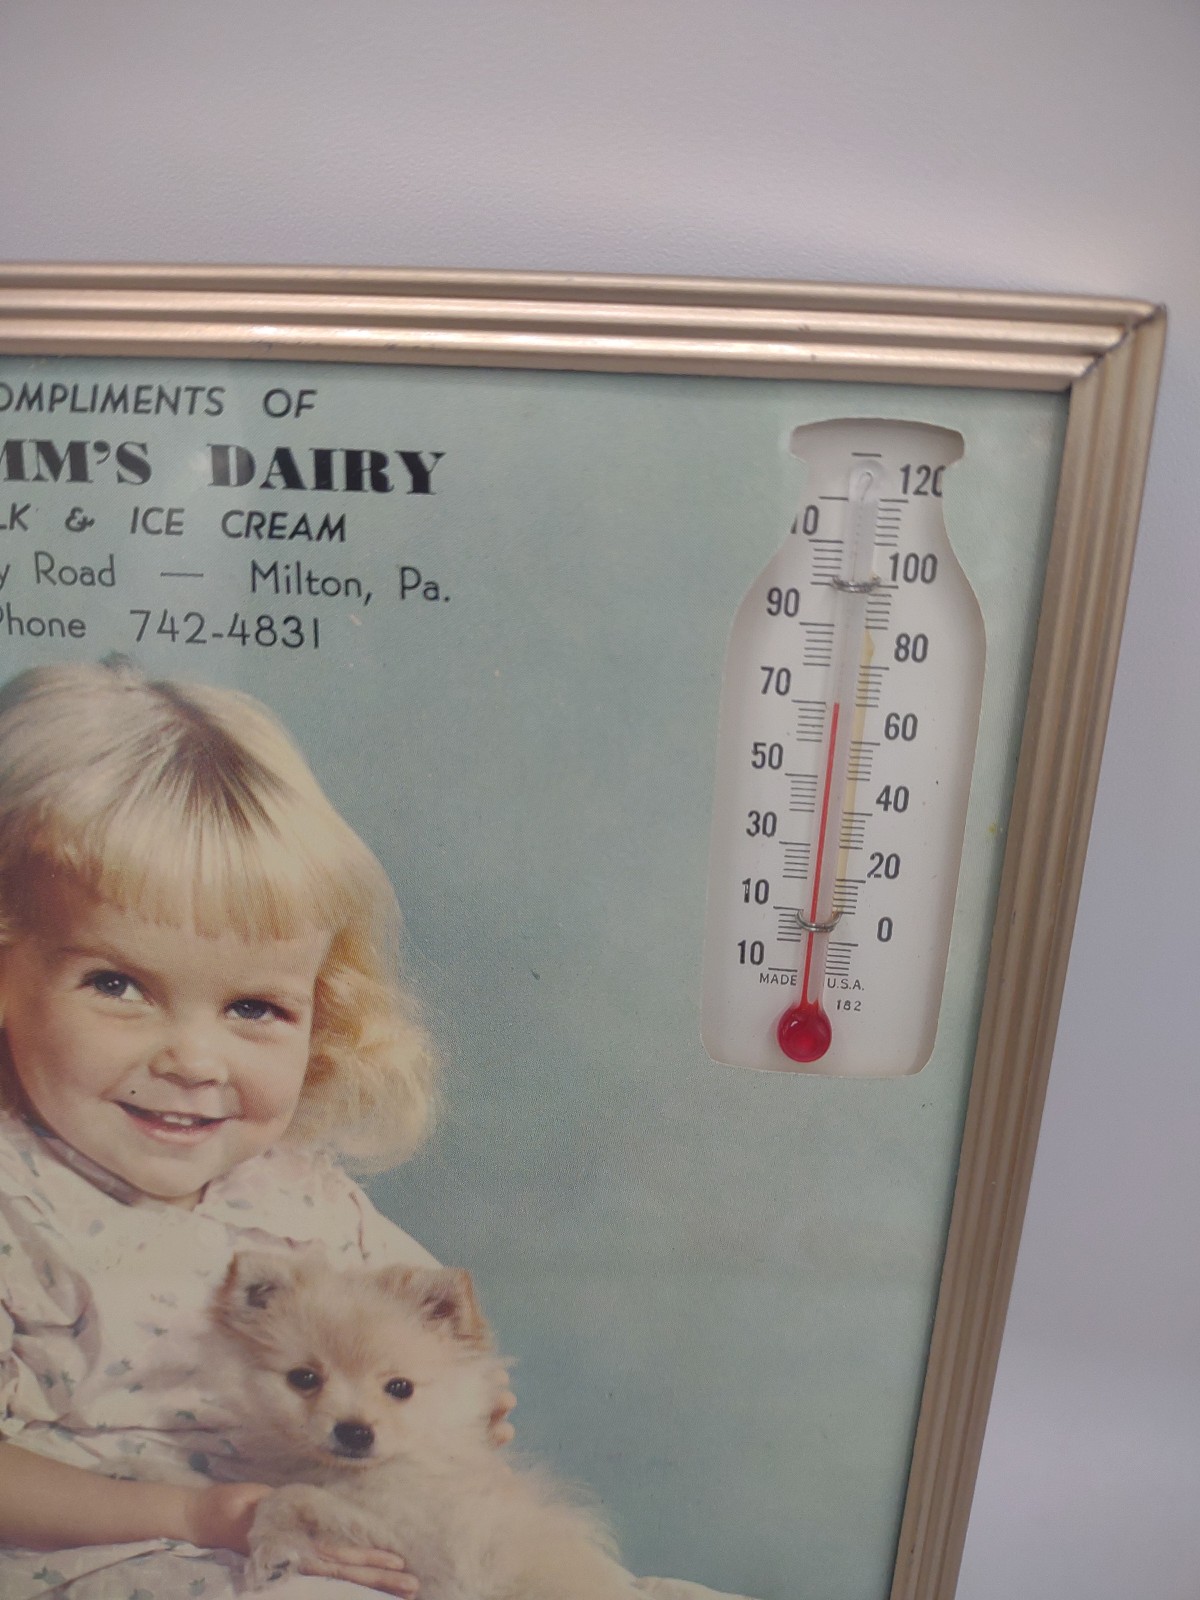 OMPLIMENTS OF
MM'S DAIRY
LK & ICE CREAM
y Road — Milton, Pa.
Phone 742-4831
120
10
100
90
80
70
60
50
40
30
20
10
0
10
MADE U.S.A.
182